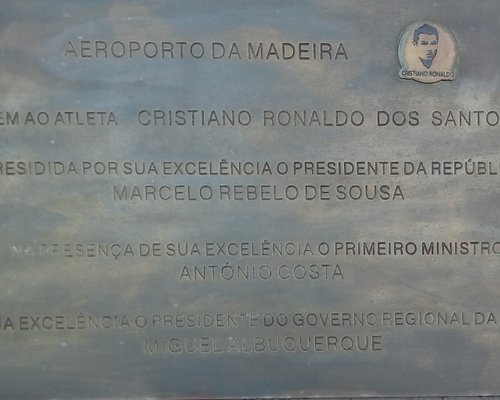 AEROPORTO DA MADEIRA
CRISTIANO RONALDO
EM AO ATLETA CRISTIANO RONALDO DOS SANTO
RESIDIDA POR SUA EXCELÊNCIA O PRESIDENTE DA REPÚBL
MARCELO REBELO DE SOUSA
NA PRESENÇA DE SUA EXCELÊNCIA O PRIMEIRO MINISTRO
ANTÓNIO COSTA
UA EXCELÊNCIA O PRESIDENTE DO GOVERNO REGIONAL DA
MIGUEL ALBUQUERQUE